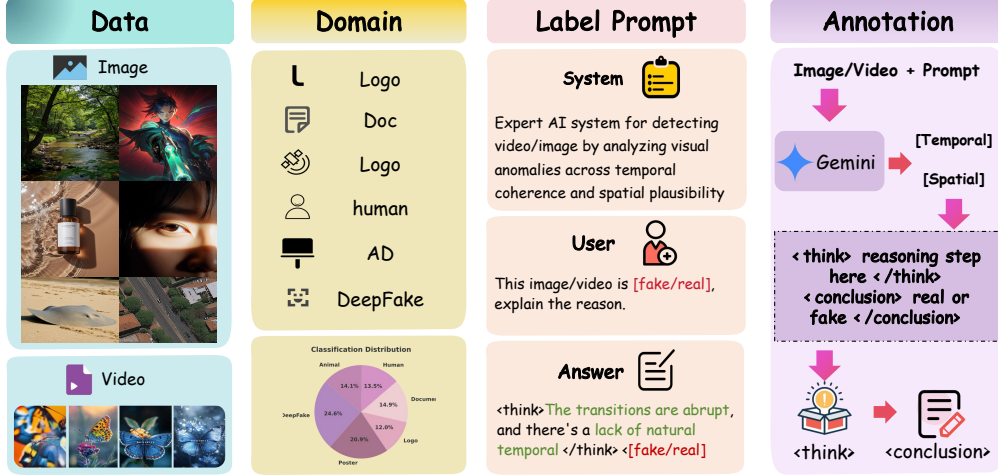 Data
Image
Video
Domain
L Logo
Doc
Logo
human
AD
DeepFake
Classification Distribution
Animal
Human
14.1%
13.5%
14.9%
Documen
DeepFake
24.6%
12.0%
Logo
20.9%
Poster
Label Prompt
System
Expert AI system for detecting
video/image by analyzing visual
anomalies across temporal
coherence and spatial plausibility
User
This image/video is [fake/real],
explain the reason.
Answer
<think>The transitions are abrupt,
and there's a lack of natural
temporal </think> <[fake/real]
Annotation
Image/Video + Prompt
Gemini
[Temporal]
[Spatial]
<think> reasoning step
here </think>
<conclusion> real or
fake </conclusion>
<think>
<conclusion>